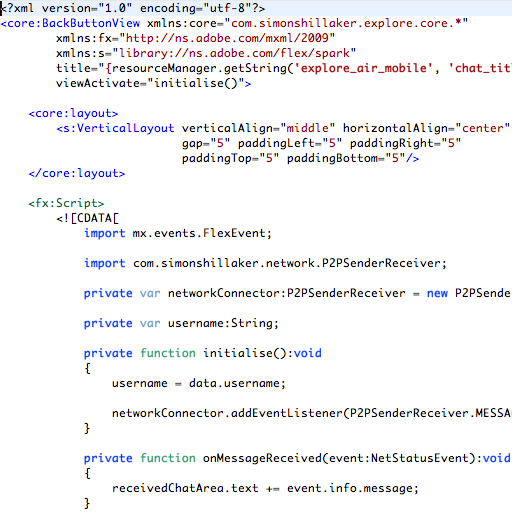 <?xml version="1.0" encoding="utf-8"?>
<core:BackButtonView xmlns:core="com.simonshillaker.explore.core.*"
xmlns:fx="http://ns.adobe.com/mxml/2009"
xmlns:s="library://ns.adobe.com/flex/spark"
title="{resourceManager.getString('explore_air_mobile', 'chat_titl
viewActivate="initialise()">
<core:layout>
<s:VerticalLayout verticalAlign="middle" horizontalAlign="center"
gap="5" paddingLeft="5" paddingRight="5"
paddingTop="5" paddingBottom="5"/>
</core:layout>
<fx:Script>
<![CDATA[
import mx.events.FlexEvent;
import com.simonshillaker.network.P2PSenderReceiver;
private var networkConnector:P2PSenderReceiver = new P2PSende
private var username:String;
private function initialise():void
{
username = data.username;
networkConnector.addEventListener(P2PSenderReceiver.MESSA
}
private function onMessageReceived(event:NetStatusEvent):void
{
receivedChatArea.text += event.info.message;
}